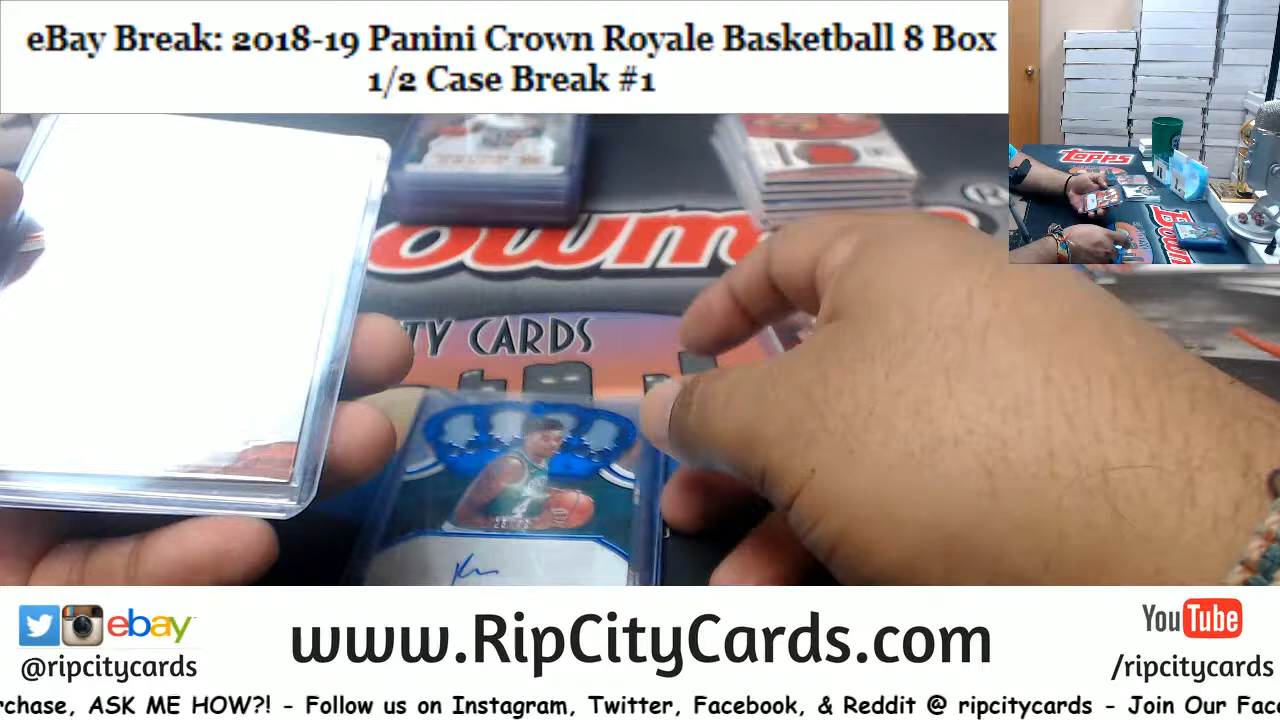 eBay Break: 2018-19 Panini Crown Royale Basketball 8 Box
1/2 Case Break #1
Topps
TY CARDS
ebay
@ripcitycards
www.RipCityCards.com
YouTube
/ripcitycards
rchase, ASK ME HOW?! - Follow us on Instagram, Twitter, Facebook, & Reddit @ ripcitycards - Join Our Fac